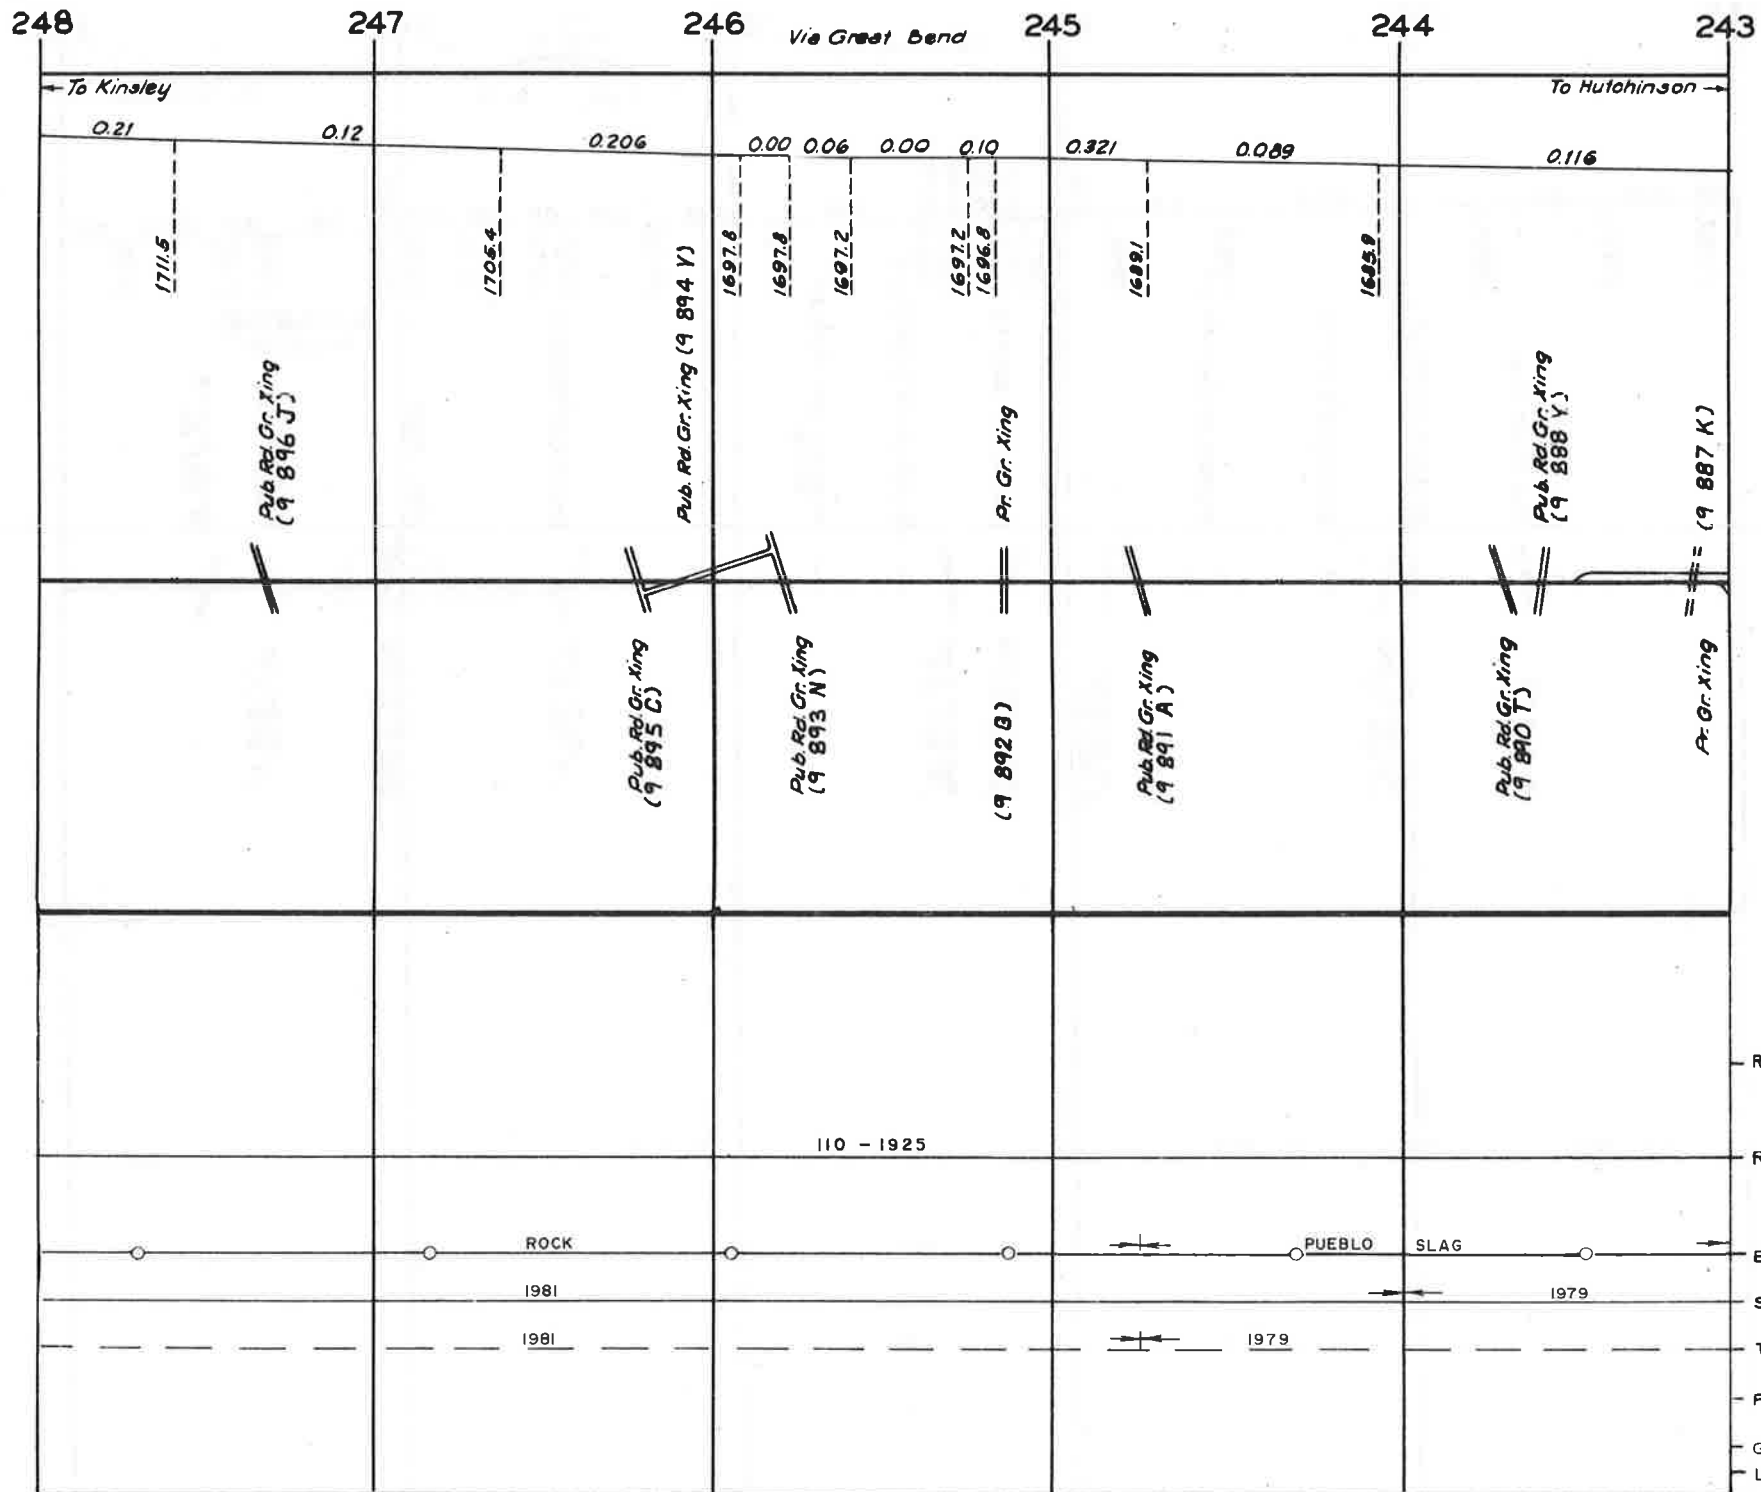 248 247 246 Via Great Bend 245 244 243
←To Kinsley To Hutchinson→
0.21 0.12 0.206 0.00 0.06 0.00 0.10 0.321 0.089 0.116
1711.5
1705.4
1697.8
1697.8
1697.2
1697.2
1696.8
1689.1
1685.9
Pub. Rd. Gr. Xing
(9 896 J)
Pub. Rd. Gr. Xing (9 894 V)
Pr. Gr. Xing
Pub. Rd. Gr. Xing
(9 888 Y)
(9 887 K)
Pub. Rd. Gr. Xing
(9 895 C)
Pub. Rd. Gr. Xing
(9 893 N)
(9 892 G)
Pub. Rd. Gr. Xing
(9 891 A)
Pub. Rd. Gr. Xing
(9 890 T)
Pr. Gr. Xing
R
110 - 1925
R
ROCK PUEBLO SLAG
B
1981 1979
S
1981 1979
T
F
G
L